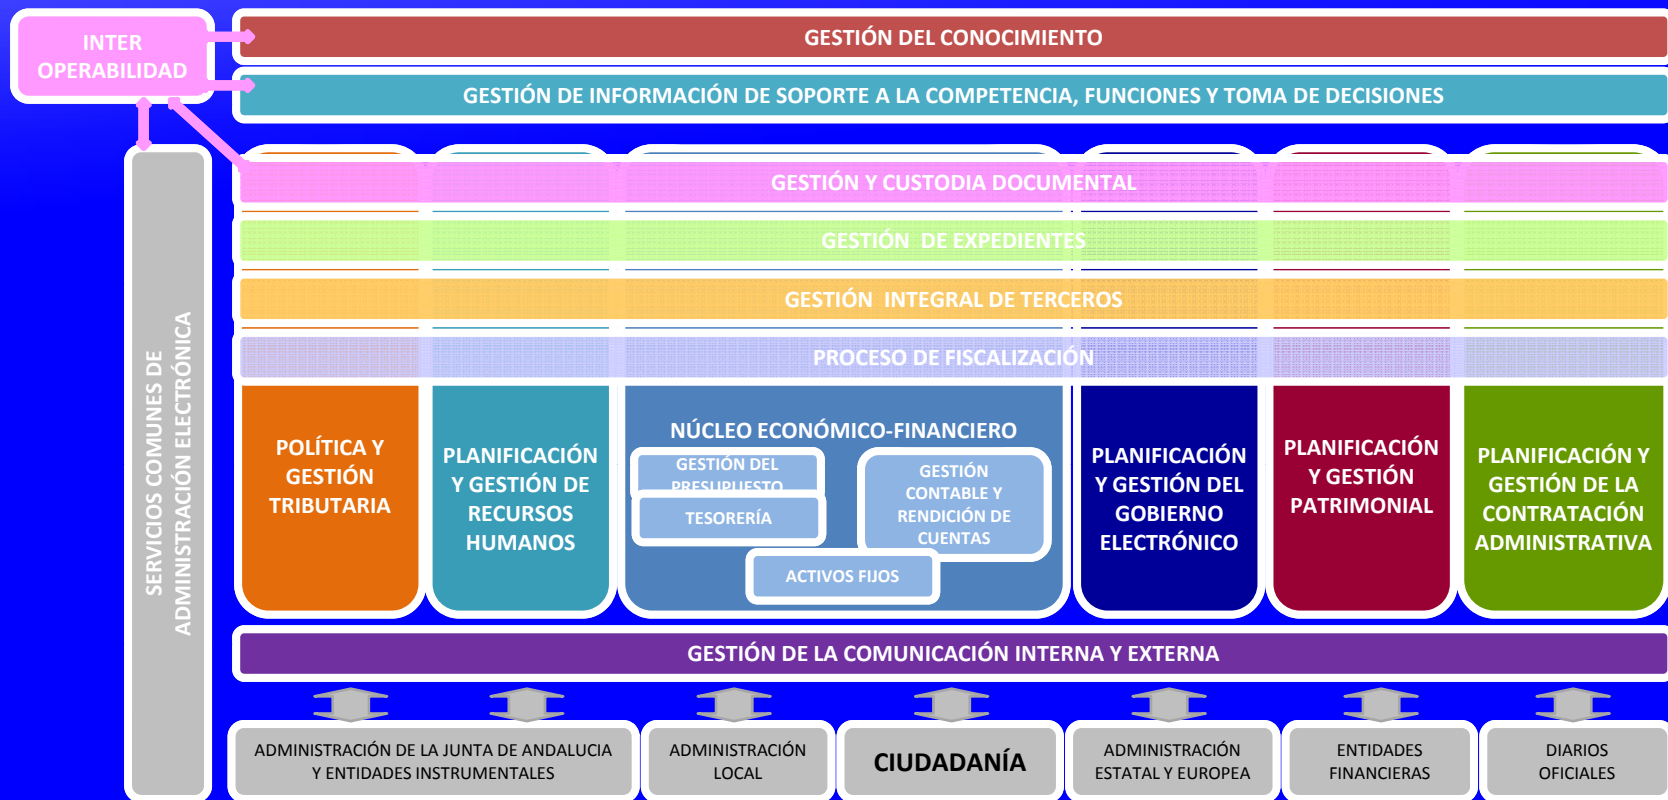 INTER
OPERABILIDAD
GESTIÓN DEL CONOCIMIENTO
GESTIÓN DE INFORMACIÓN DE SOPORTE A LA COMPETENCIA, FUNCIONES Y TOMA DE DECISIONES
SERVICIOS COMUNES DE
ADMINISTRACIÓN ELECTRÓNICA
GESTIÓN Y CUSTODIA DOCUMENTAL
GESTIÓN DE EXPEDIENTES
GESTIÓN INTEGRAL DE TERCEROS
PROCESO DE FISCALIZACIÓN
POLÍTICA Y
GESTIÓN
TRIBUTARIA
PLANIFICACIÓN
Y GESTIÓN DE
RECURSOS
HUMANOS
NÚCLEO ECONÓMICO-FINANCIERO
GESTIÓN DEL
PRESUPUESTO
TESORERÍA
GESTIÓN
CONTABLE Y
RENDICIÓN DE
CUENTAS
ACTIVOS FIJOS
PLANIFICACIÓN
Y GESTIÓN DEL
GOBIERNO
ELECTRÓNICO
PLANIFICACIÓN
Y GESTIÓN
PATRIMONIAL
PLANIFICACIÓN Y
GESTIÓN DE LA
CONTRATACIÓN
ADMINISTRATIVA
GESTIÓN DE LA COMUNICACIÓN INTERNA Y EXTERNA
ADMINISTRACIÓN DE LA JUNTA DE ANDALUCIA
Y ENTIDADES INSTRUMENTALES
ADMINISTRACIÓN
LOCAL
CIUDADANÍA
ADMINISTRACIÓN
ESTATAL Y EUROPEA
ENTIDADES
FINANCIERAS
DIARIOS
OFICIALES